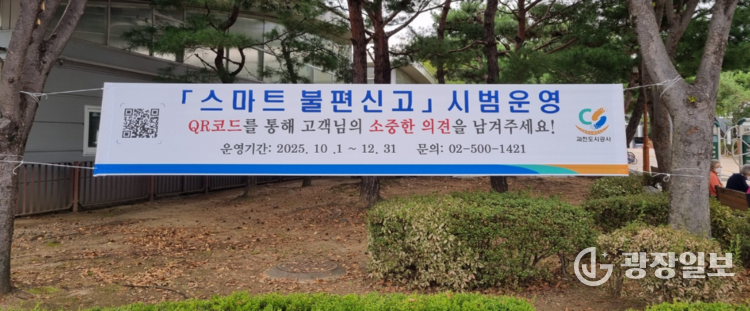 「스마트 불편신고」 시범운영
QR코드를 통해 고객님의 소중한 의견을 남겨주세요!
운영기간: 2025. 10 .1 ~ 12. 31 문의: 02-500-1421
과천도시공사
광장일보